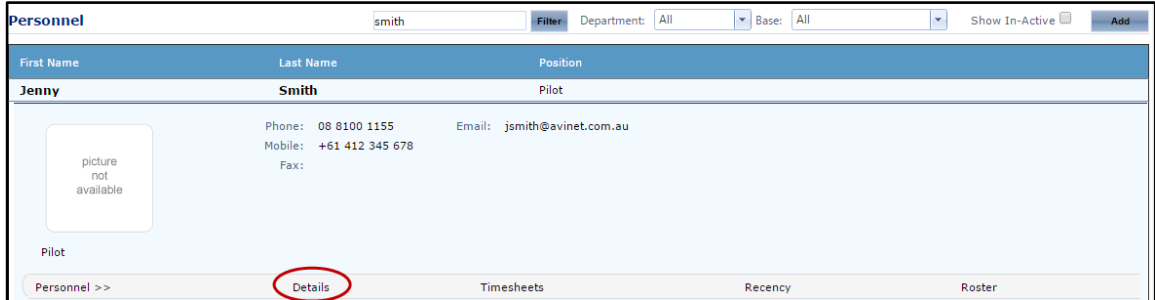 Personnel smith Filter Department: All Base: All Show In-Active Add
First Name Last Name Position
Jenny Smith Pilot
Phone: 08 8100 1155 Email: jsmith@avinet.com.au
Mobile: +61 412 345 678
Fax:
picture
not
available
Pilot
Personnel >> Details Timesheets Recency Roster